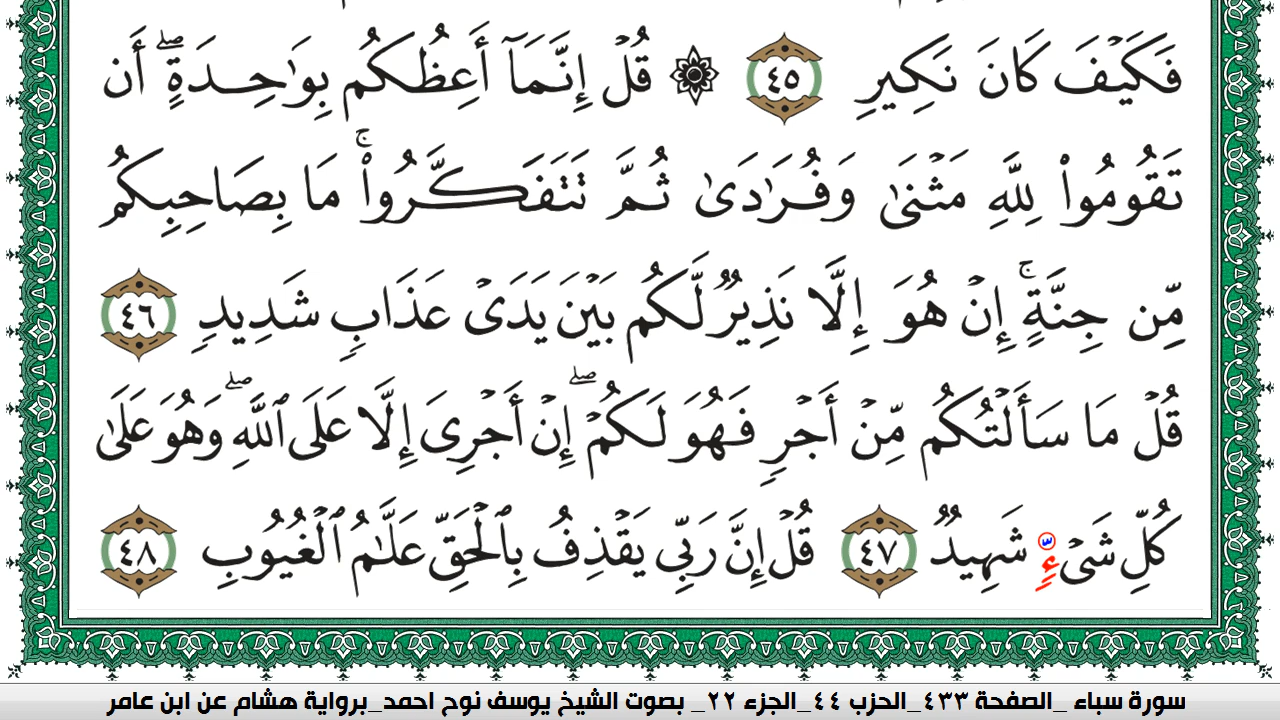 فَكَيْفَ كَانَ نَكِيرِ ٤٥ ۞ قُلْ إِنَّمَآ أَعِظُكُم بِوَٰحِدَةٍۖ أَن
تَقُومُوا۟ لِلَّهِ مَثْنَىٰ وَفُرَٰدَىٰ ثُمَّ تَتَفَكَّرُوا۟ۚ مَا بِصَاحِبِكُم
مِّن جِنَّةٍۚ إِنْ هُوَ إِلَّا نَذِيرٌ لَّكُم بَيْنَ يَدَىْ عَذَابٍ شَدِيدٍ ٤٦
قُلْ مَا سَأَلْتُكُم مِّنْ أَجْرٍ فَهُوَ لَكُمْۖ إِنْ أَجْرِىَ إِلَّا عَلَى ٱللَّهِۖ وَهُوَ عَلَىٰ
كُلِّ شَىْءٍ شَهِيدٌ ٤٧ قُلْ إِنَّ رَبِّى يَقْذِفُ بِٱلْحَقِّ عَلَّٰمُ ٱلْغُيُوبِ ٤٨
سورة سباء _الصفحة ٤٣٣_الحزب ٤٤_الجزء ٢٢_ بصوت الشيخ يوسف نوح احمد_برواية هشام عن ابن عامر